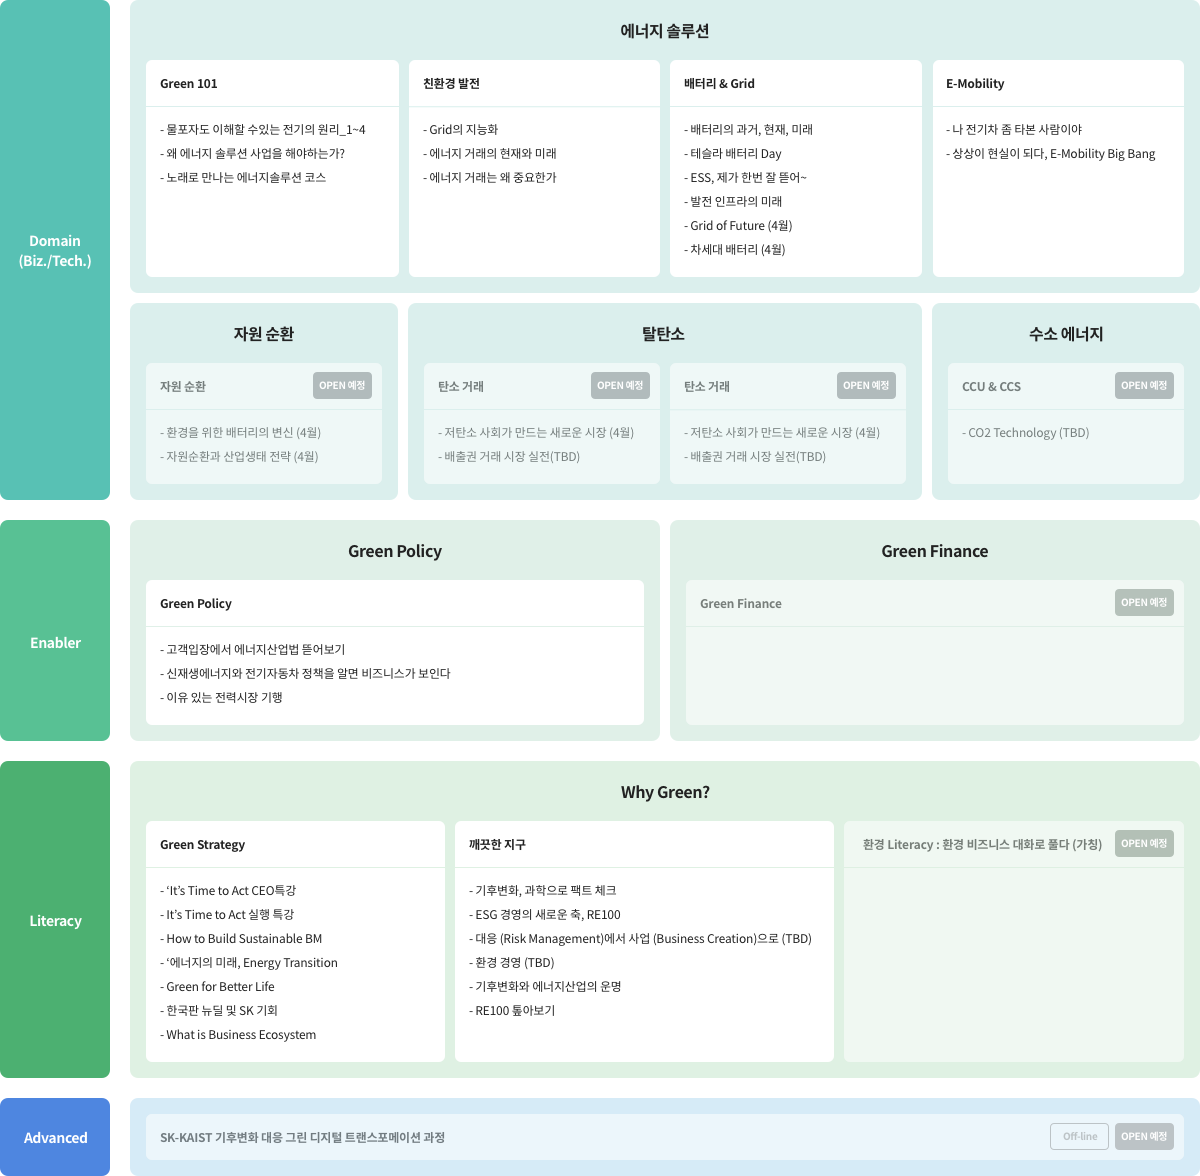 Domain
(Biz./Tech.)
에너지 솔루션
Green 101
- 물포자도 이해할 수있는 전기의 원리_1~4
- 왜 에너지 솔루션 사업을 해야하는가?
- 노래로 만나는 에너지솔루션 코스
친환경 발전
- Grid의 지능화
- 에너지 거래의 현재와 미래
- 에너지 거래는 왜 중요한가
배터리 & Grid
- 배터리의 과거, 현재, 미래
- 테슬라 배터리 Day
- ESS, 제가 한번 잘 뜯어~
- 발전 인프라의 미래
- Grid of Future (4월)
- 차세대 배터리 (4월)
E-Mobility
- 나 전기차 좀 타본 사람이야
- 상상이 현실이 되다, E-Mobility Big Bang
자원 순환
자원 순환 OPEN 예정
- 환경을 위한 배터리의 변신 (4월)
- 자원순환과 산업생태 전략 (4월)
탈탄소
탄소 거래 OPEN 예정
- 저탄소 사회가 만드는 새로운 시장 (4월)
- 배출권 거래 시장 실전(TBD)
탄소 거래 OPEN 예정
- 저탄소 사회가 만드는 새로운 시장 (4월)
- 배출권 거래 시장 실전(TBD)
수소 에너지
CCU & CCS OPEN 예정
- CO2 Technology (TBD)
Enabler
Green Policy
Green Policy
- 고객입장에서 에너지산업법 뜯어보기
- 신재생에너지와 전기자동차 정책을 알면 비즈니스가 보인다
- 이유 있는 전력시장 기행
Green Finance
Green Finance OPEN 예정
Literacy
Why Green?
Green Strategy
- ‘It’s Time to Act CEO특강
- It’s Time to Act 실행 특강
- How to Build Sustainable BM
- ‘에너지의 미래, Energy Transition
- Green for Better Life
- 한국판 뉴딜 및 SK 기회
- What is Business Ecosystem
깨끗한 지구
- 기후변화, 과학으로 팩트 체크
- ESG 경영의 새로운 축, RE100
- 대응 (Risk Management)에서 사업 (Business Creation)으로 (TBD)
- 환경 경영 (TBD)
- 기후변화와 에너지산업의 운명
- RE100 톺아보기
환경 Literacy : 환경 비즈니스 대화로 풀다 (가칭) OPEN 예정
Advanced
SK-KAIST 기후변화 대응 그린 디지털 트랜스포메이션 과정 Off-line OPEN 예정